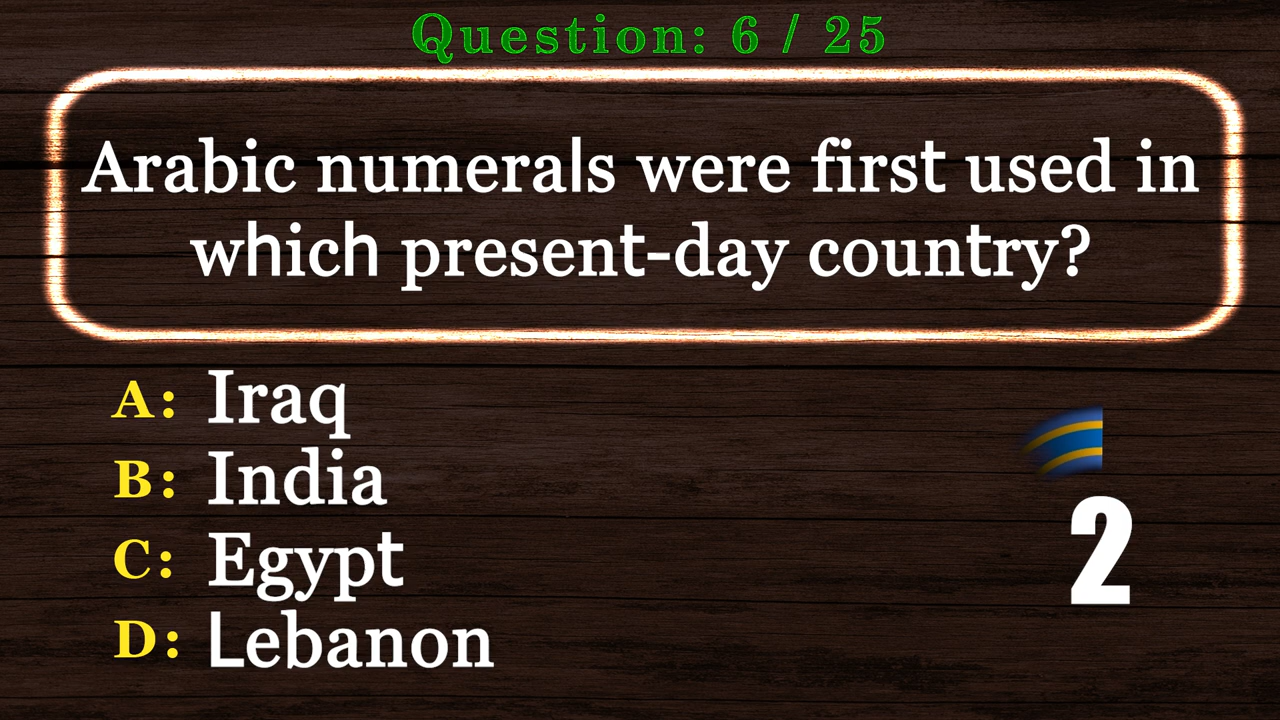 Question: 6 / 25
Arabic numerals were first used in
which present-day country?
A: Iraq
B: India
C: Egypt
D: Lebanon
2